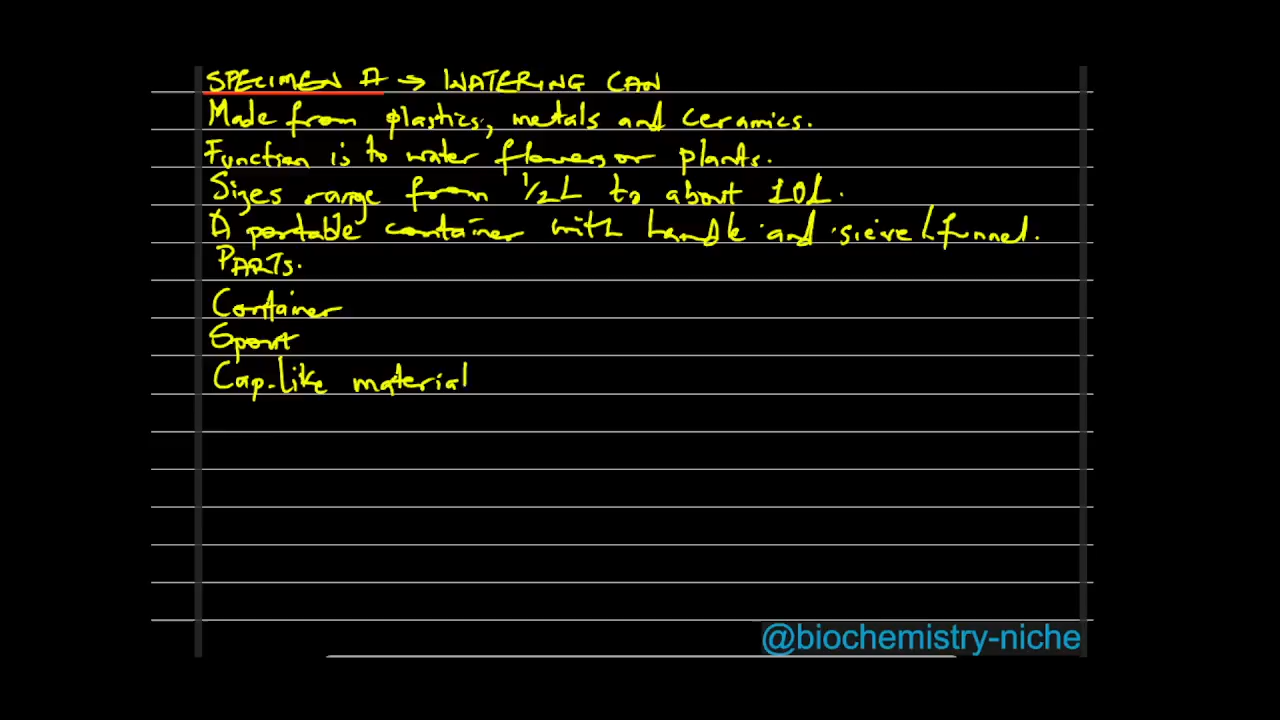 SPECIMEN A → WATERING CAN
Made from plastics, metals and ceramics.
Function is to water flowers or plants.
Sizes range from 1/2L to about 10L.
A portable container with handle and sieve/funnel.
PARTS.
Container
Spout
Cap-like material
@biochemistry-niche